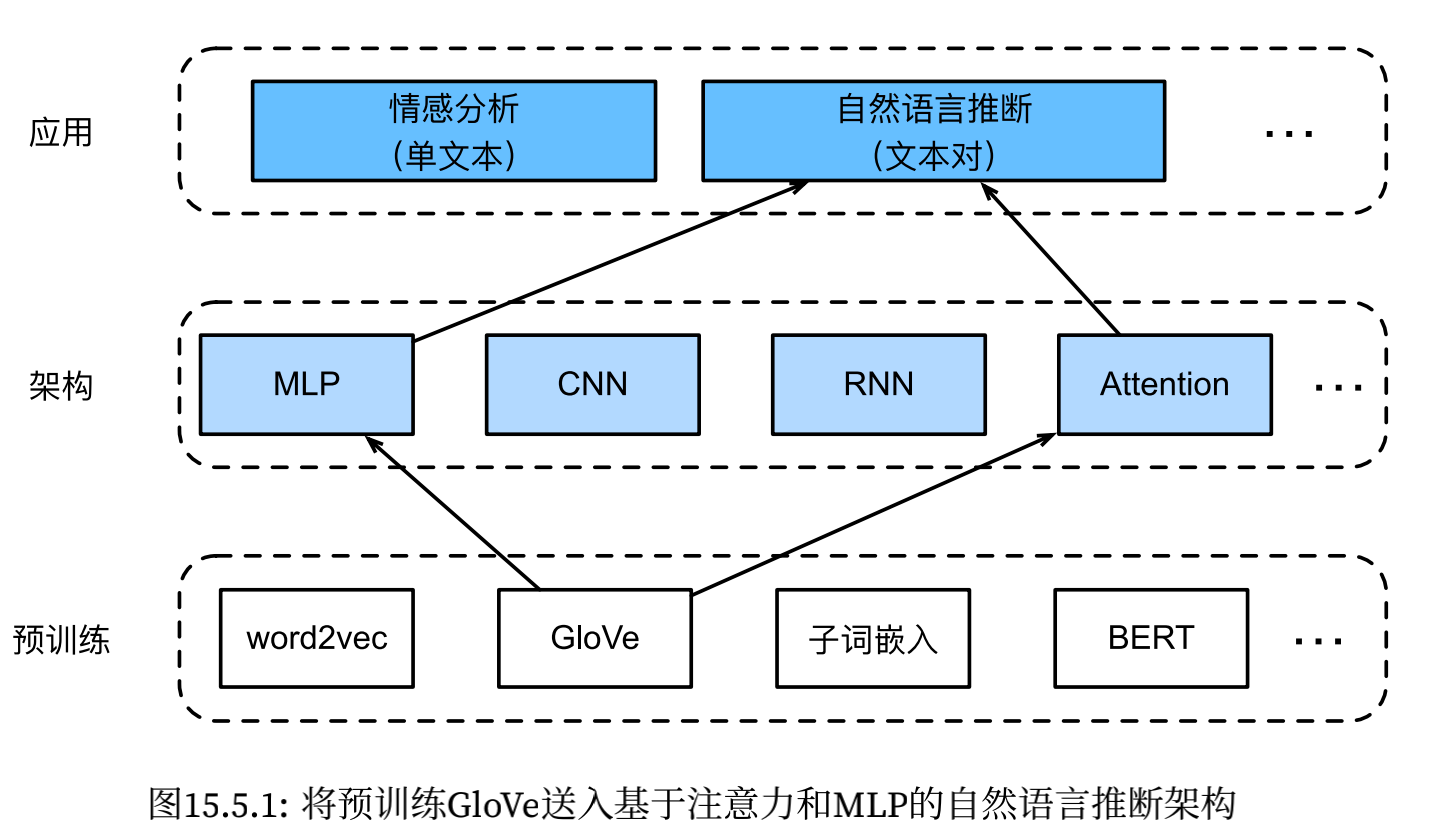 应用
情感分析
（单文本）
自然语言推断
（文本对）
...
架构
MLP
CNN
RNN
Attention
...
预训练
word2vec
GloVe
子词嵌入
BERT
...
图15.5.1: 将预训练GloVe送入基于注意力和MLP的自然语言推断架构